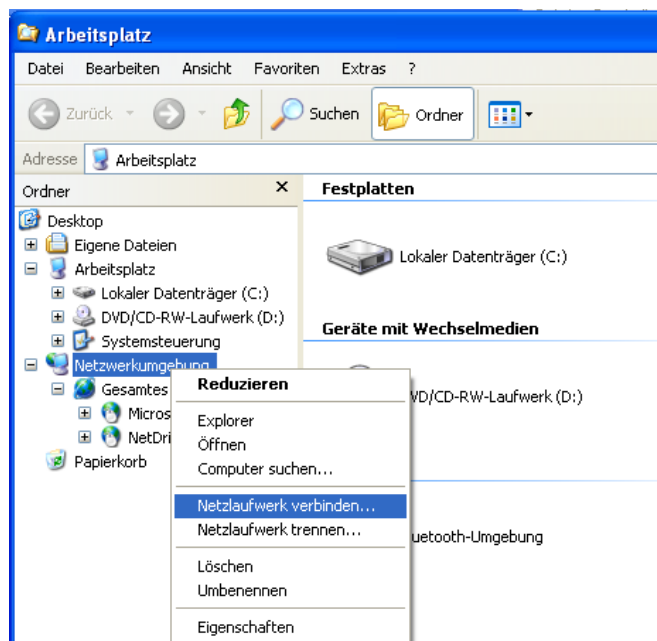 Arbeitsplatz
Datei Bearbeiten Ansicht Favoriten Extras ?
Zurück Suchen Ordner
Adresse Arbeitsplatz
Ordner x
Desktop
Eigene Dateien
Arbeitsplatz
Lokaler Datenträger (C:)
DVD/CD-RW-Laufwerk (D:)
Systemsteuerung
Netzwerkumgebung
Gesamtes
Micros
NetDri
Papierkorb
Festplatten
Lokaler Datenträger (C:)
Geräte mit Wechselmedien
VD/CD-RW-Laufwerk (D:)
uetooth-Umgebung
Reduzieren
Explorer
Öffnen
Computer suchen...
Netzlaufwerk verbinden...
Netzlaufwerk trennen...
Löschen
Umbenennen
Eigenschaften